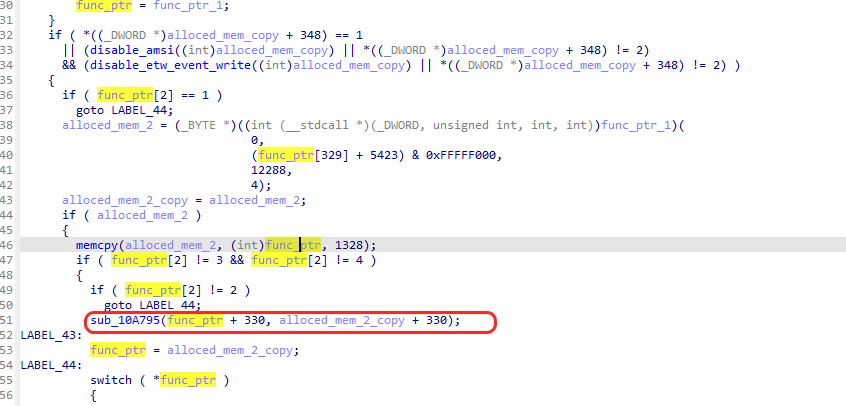 30 func_ptr = func_ptr_1;
31 }
32 if ( *((_DWORD *)alloced_mem_copy + 348) == 1
33 || (disable_amsi((int)alloced_mem_copy) || *((_DWORD *)alloced_mem_copy + 348) != 2)
34 && (disable_etw_event_write((int)alloced_mem_copy) || *((_DWORD *)alloced_mem_copy + 348) != 2) )
35 {
36 if ( func_ptr[2] == 1 )
37 goto LABEL_44;
38 alloced_mem_2 = (_BYTE *)((int (__stdcall *)(_DWORD, unsigned int, int, int))func_ptr_1)(
39 0,
40 (func_ptr[329] + 5423) & 0xFFFFF000,
41 12288,
42 4);
43 alloced_mem_2_copy = alloced_mem_2;
44 if ( alloced_mem_2 )
45 {
46 memcpy(alloced_mem_2, (int)func_ptr, 1328);
47 if ( func_ptr[2] != 3 && func_ptr[2] != 4 )
48 {
49 if ( func_ptr[2] != 2 )
50 goto LABEL_44;
51 sub_10A795(func_ptr + 330, alloced_mem_2_copy + 330);
52 LABEL_43:
53 func_ptr = alloced_mem_2_copy;
54 LABEL_44:
55 switch ( *func_ptr )
56 {